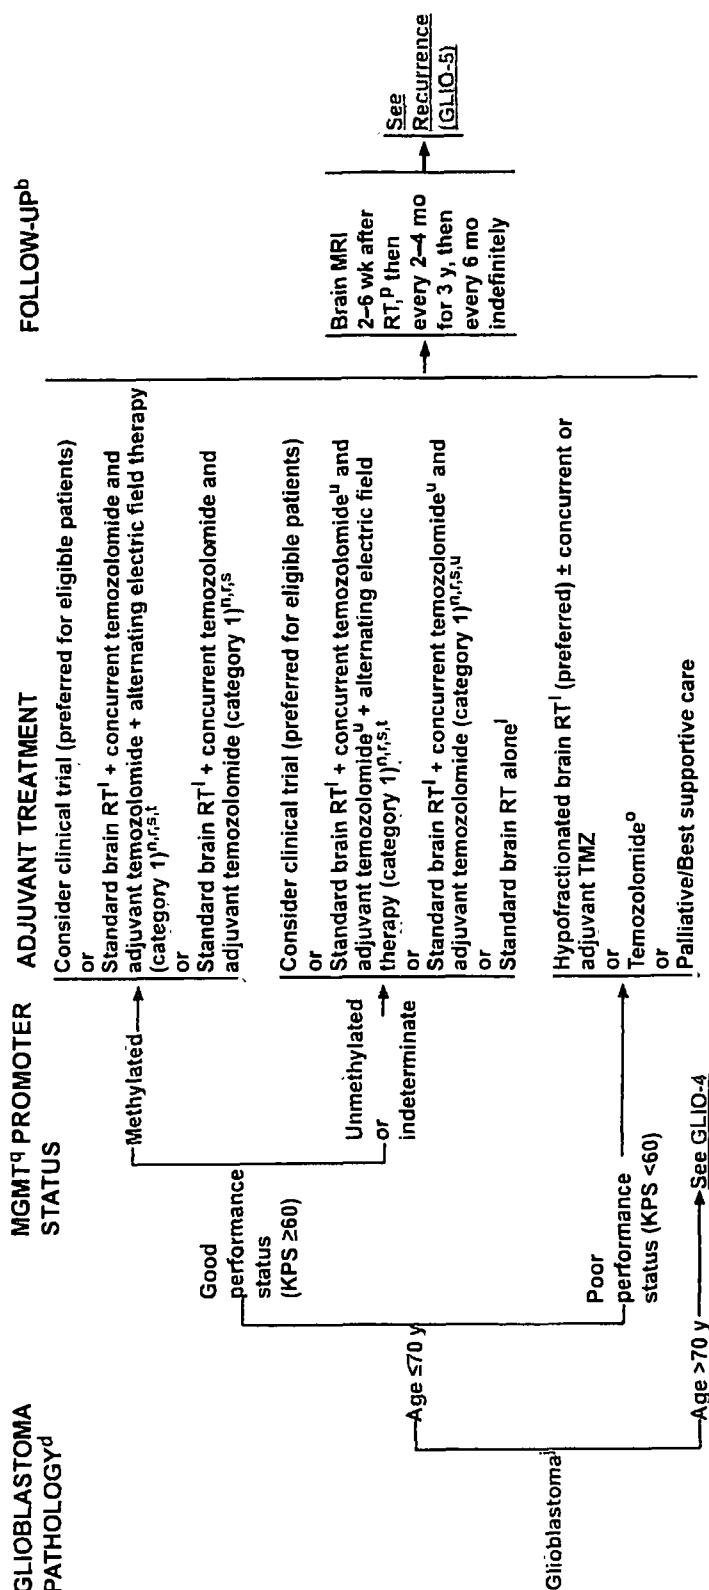 GLIOBLASTOMA
PATHOLOGYᵈ
MGMTᑫ PROMOTER
STATUS
ADJUVANT TREATMENT
FOLLOW-UPᵇ
Glioblastomaʲ
Age ≤70 y
Good
performance
status
(KPS ≥60)
Methylated
Consider clinical trial (preferred for eligible patients)
or
Standard brain RTˡ + concurrent temozolomide and
adjuvant temozolomide + alternating electric field therapy
(category 1)ⁿ,ʳ,ˢ,ᵗ
or
Standard brain RTˡ + concurrent temozolomide and
adjuvant temozolomide (category 1)ⁿ,ʳ,ˢ
Unmethylated
or
indeterminate
Consider clinical trial (preferred for eligible patients)
or
Standard brain RTˡ + concurrent temozolomideᵘ and
adjuvant temozolomideᵘ + alternating electric field
therapy (category 1)ⁿ,ʳ,ˢ,ᵗ
or
Standard brain RTˡ + concurrent temozolomideᵘ and
adjuvant temozolomide (category 1)ⁿ,ʳ,ˢ,ᵘ
or
Standard brain RT aloneˡ
Poor
performance
status (KPS <60)
Hypofractionated brain RTˡ (preferred) ± concurrent or
adjuvant TMZ
or
Temozolomideᵒ
or
Palliative/Best supportive care
Age >70 y
See GLIO-4
Brain MRI
2–6 wk after
RT,ᵖ then
every 2–4 mo
for 3 y, then
every 6 mo
indefinitely
See
Recurrence
(GLIO-5)